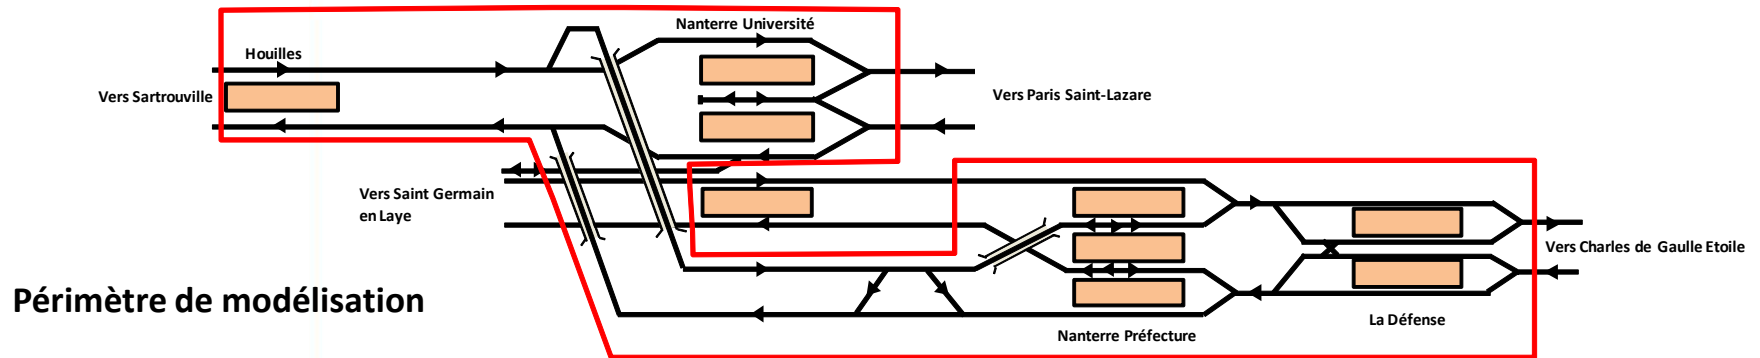 Nanterre Université
Houilles
Vers Sartrouville
Vers Paris Saint-Lazare
Vers Saint Germain
en Laye
Vers Charles de Gaulle Etoile
Périmètre de modélisation
La Défense
Nanterre Préfecture